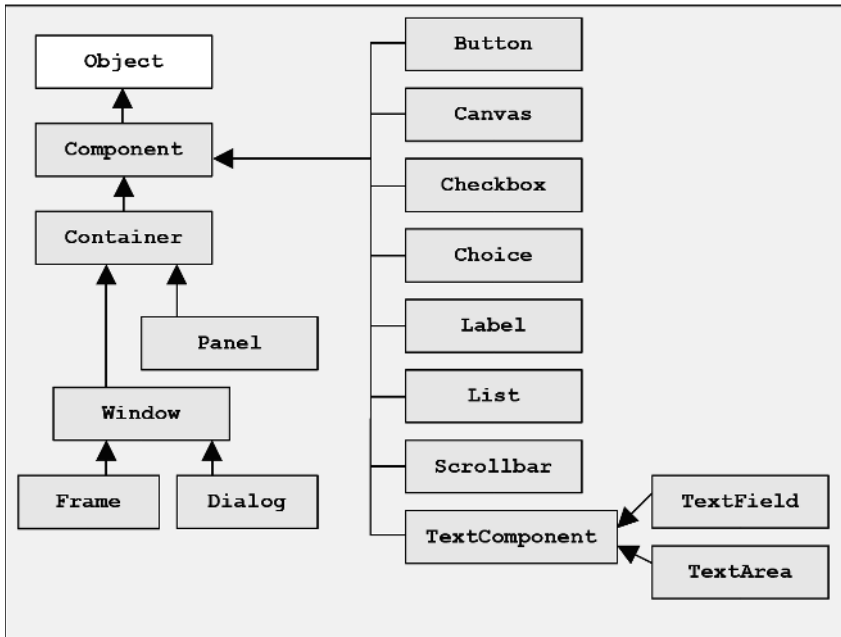 Object
Component
Container
Panel
Window
Frame
Dialog
Button
Canvas
Checkbox
Choice
Label
List
Scrollbar
TextComponent
TextField
TextArea